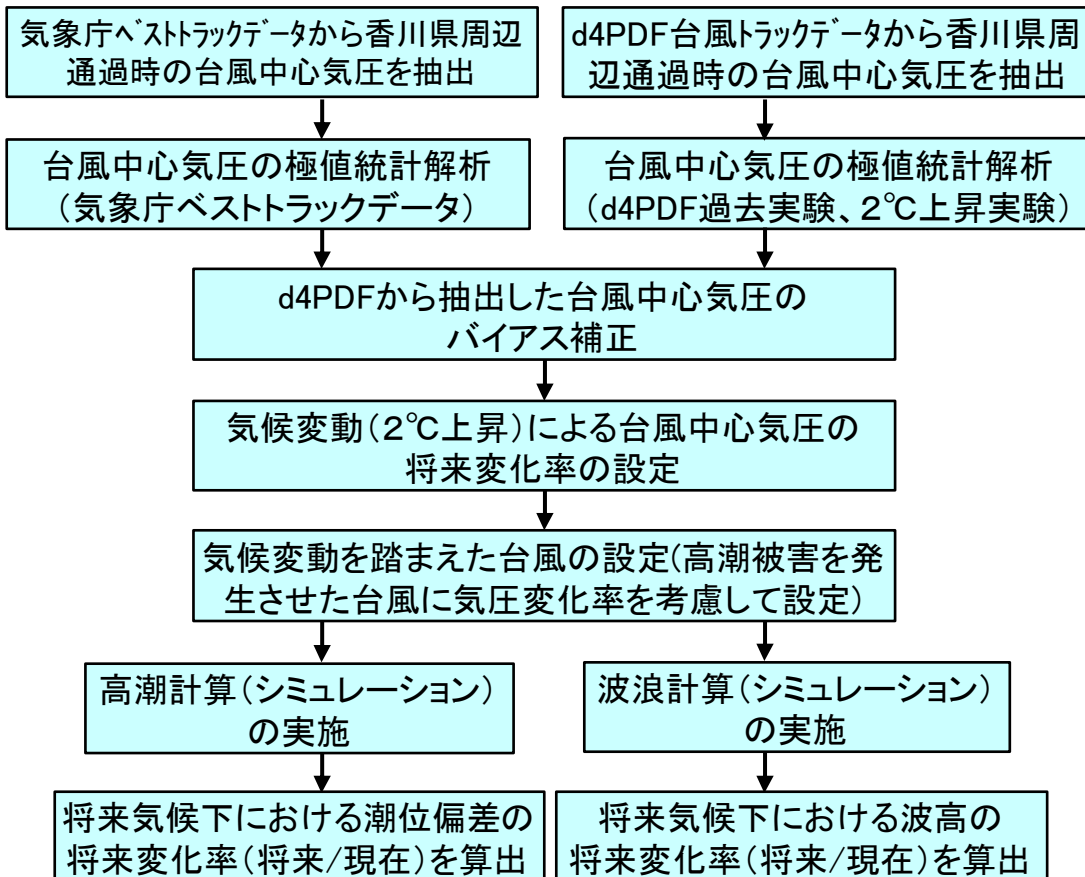 気象庁ﾍﾞｽﾄﾄﾗｯｸﾃﾞｰﾀから香川県周辺
通過時の台風中心気圧を抽出
d4PDF台風ﾄﾗｯｸﾃﾞｰﾀから香川県周
辺通過時の台風中心気圧を抽出
台風中心気圧の極値統計解析
（気象庁ベストトラックデータ）
台風中心気圧の極値統計解析
（d4PDF過去実験、２℃上昇実験）
d4PDFから抽出した台風中心気圧の
バイアス補正
気候変動（２℃上昇）による台風中心気圧の
将来変化率の設定
気候変動を踏まえた台風の設定(高潮被害を発
生させた台風に気圧変化率を考慮して設定）
高潮計算（シミュレーション）
の実施
波浪計算（シミュレーション）
の実施
将来気候下における潮位偏差の
将来変化率（将来/現在）を算出
将来気候下における波高の
将来変化率（将来/現在）を算出